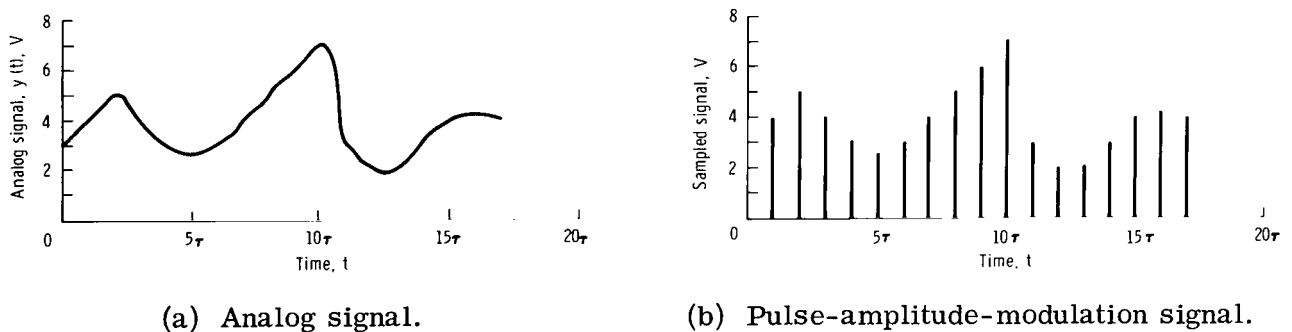 Analog signal, y (t), V
8
6
4
2
0
5τ
10τ
15τ
20τ
Time, t
(a) Analog signal.
Sampled signal, V
8
6
4
2
0
5τ
10τ
15τ
20τ
Time, t
(b) Pulse-amplitude-modulation signal.